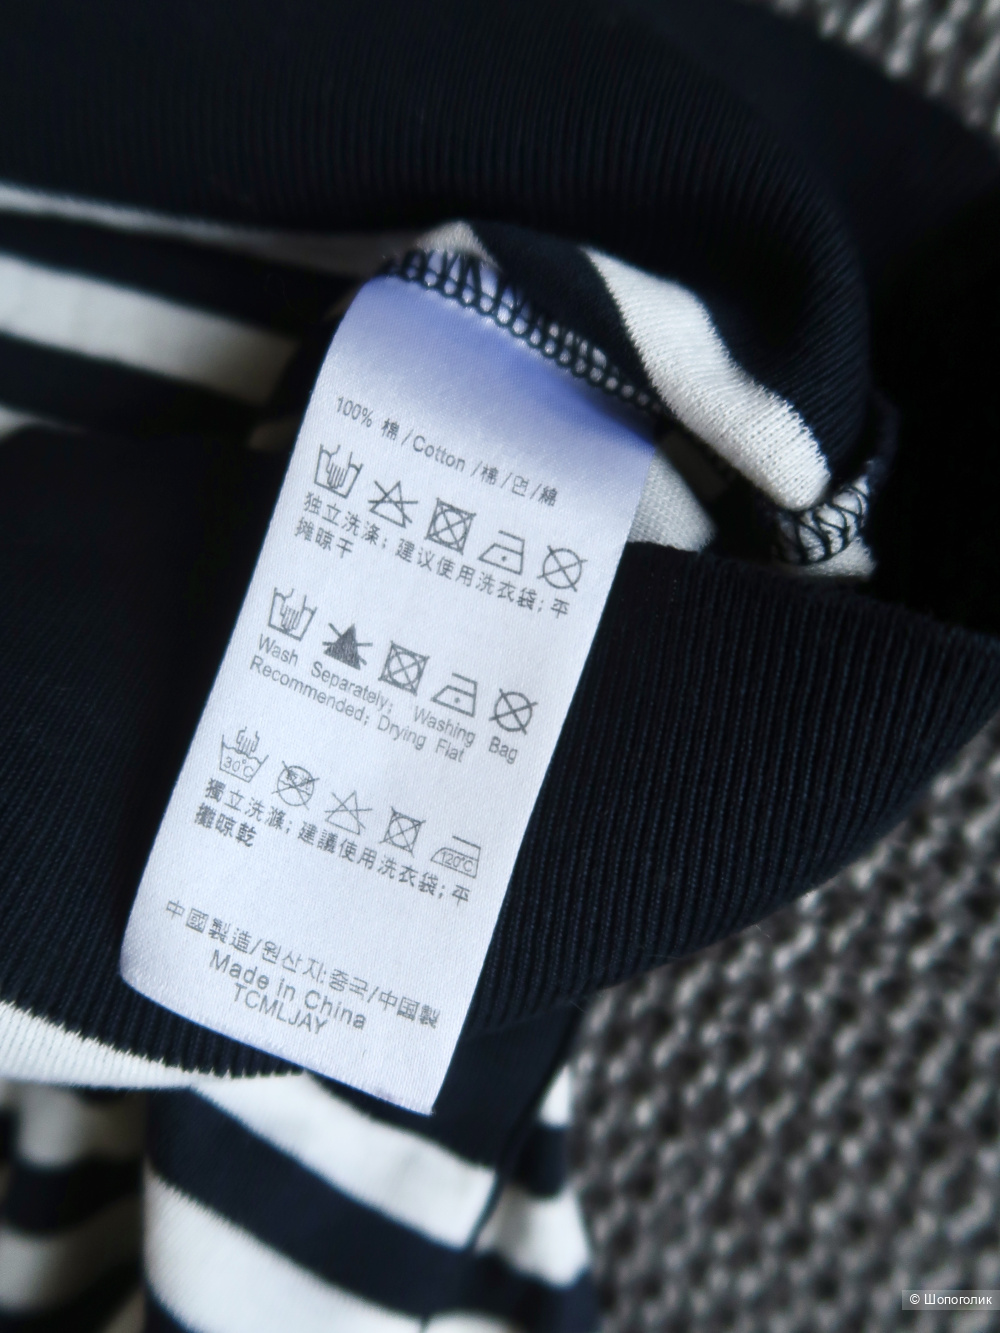 100% 棉/Cotton/棉/면/綿
独立洗涤；建议使用洗衣袋；平
摊晾干
Wash Separately; Washing Bag
Recommended; Drying Flat
30°C
120°C
獨立洗滌；建議使用洗衣袋；平
攤晾乾
中國製造/원산지:중국/中国製
Made in China
TCMLJAY
© Шопоголик